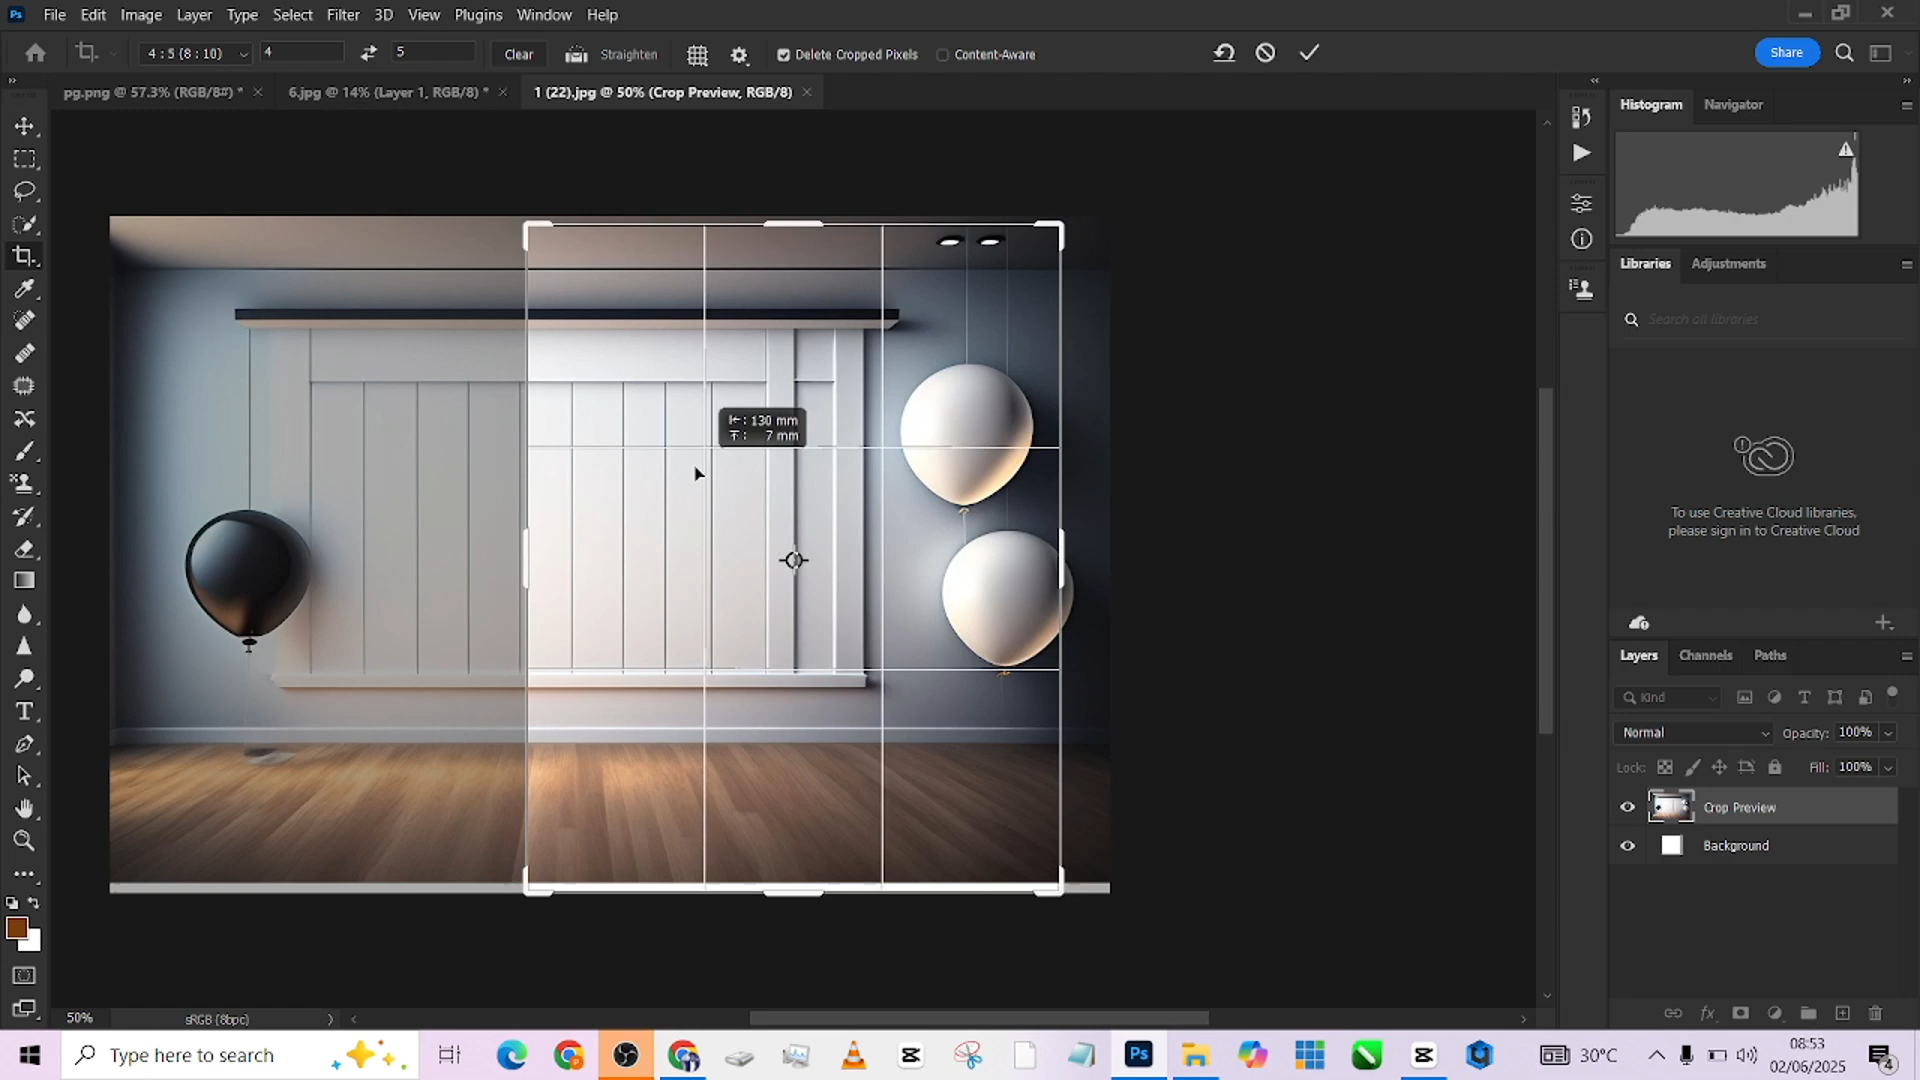 Ps File Edit Image Layer Type Select Filter 3D View Plugins Window Help
4 : 5 (8 : 10) 4 5 Clear Straighten Delete Cropped Pixels Content-Aware Share
pg.png @ 57.3% (RGB/8#) * 6.jpg @ 14% (Layer 1, RGB/8) * 1 (22).jpg @ 50% (Crop Preview, RGB/8)
Histogram Navigator
Libraries Adjustments
Search all libraries
: 130 mm
: 7 mm
To use Creative Cloud libraries,
please sign in to Creative Cloud
Layers Channels Paths
Kind
Normal Opacity: 100%
Lock: Fill: 100%
Crop Preview
Background
50% sRGB (8bpc)
Type here to search Ps 30°C 08:53
02/06/2025 4